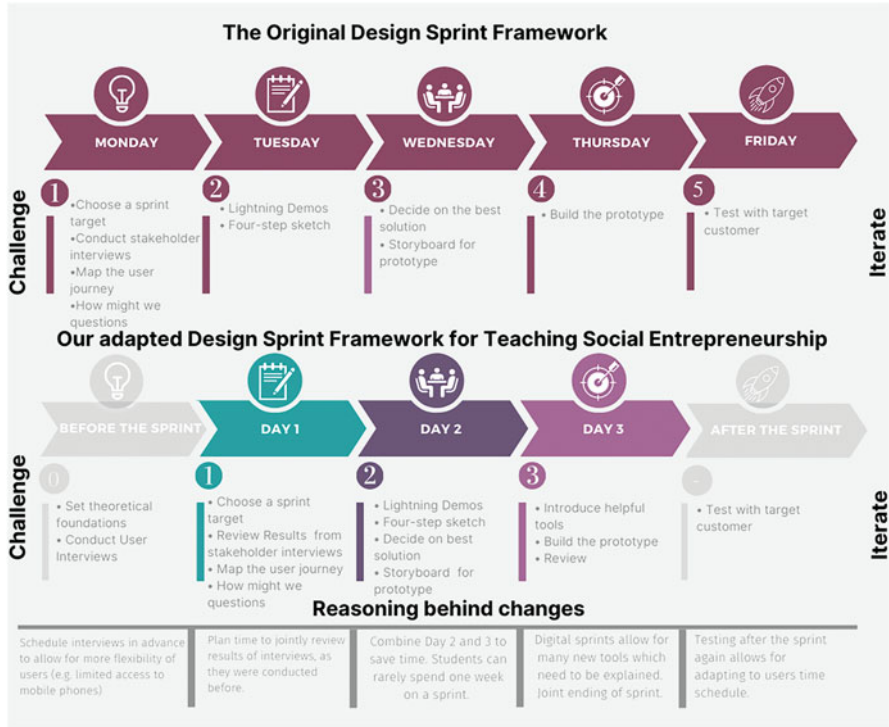 The Original Design Sprint Framework
MONDAY
TUESDAY
WEDNESDAY
THURSDAY
FRIDAY
Challenge
1
•Choose a sprint
target
•Conduct stakeholder
interviews
•Map the user
journey
•How might we
questions
2
• Lightning Demos
• Four-step sketch
3
• Decide on the best
solution
• Storyboard for
prototype
4
• Build the prototype
5
• Test with target
customer
Iterate
Our adapted Design Sprint Framework for Teaching Social Entrepreneurship
BEFORE THE SPRINT
DAY 1
DAY 2
DAY 3
AFTER THE SPRINT
Challenge
0
• Set theoretical
foundations
• Conduct User
Interviews
1
• Choose a sprint
target
• Review Results from
stakeholder interviews
• Map the user journey
• How might we
questions
2
• Lightning Demos
• Four-step sketch
• Decide on best
solution
• Storyboard for
prototype
3
• Introduce helpful
tools
• Build the prototype
• Review
-
• Test with target
customer
Iterate
Reasoning behind changes
Schedule interviews in advance
to allow for more flexibility of
users (e.g. limited access to
mobile phones)
Plan time to jointly review
results of interviews, as
they were conducted
before.
Combine Day 2 and 3 to
save time. Students can
rarely spend one week
on a sprint.
Digital sprints allow for
many new tools which
need to be explained.
Joint ending of sprint.
Testing after the sprint
again allows for
adapting to users time
schedule.